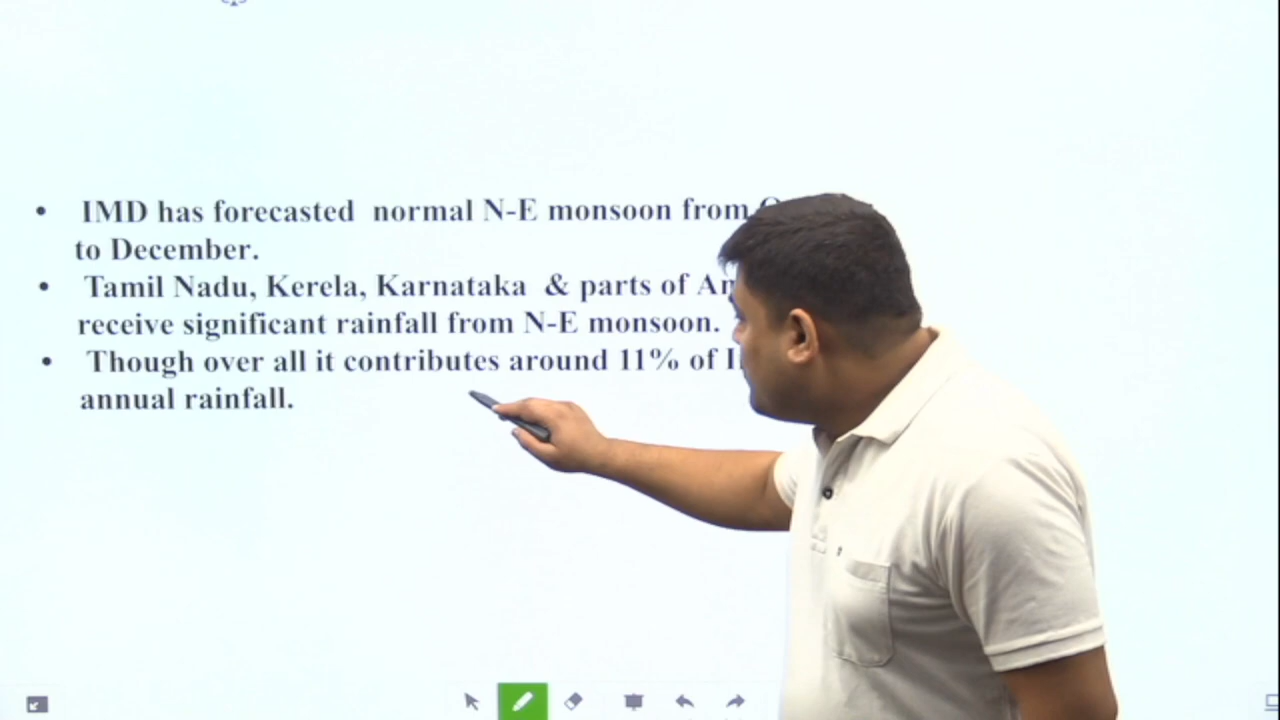 • IMD has forecasted normal N-E monsoon from
to December.
• Tamil Nadu, Kerela, Karnataka & parts of
receive significant rainfall from N-E monsoon.
• Though over all it contributes around 11% of
annual rainfall.